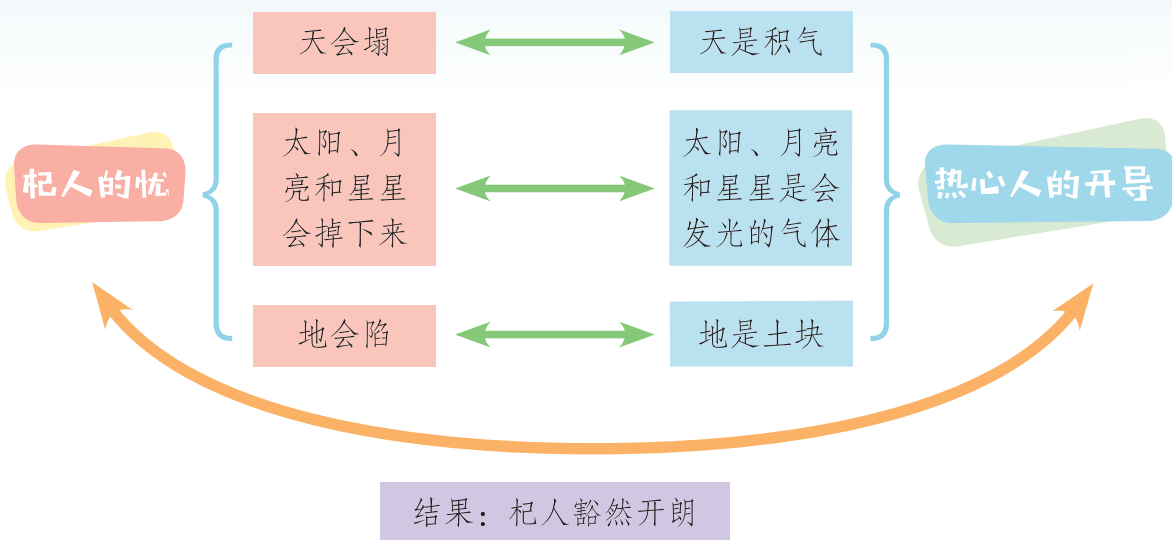 杞人的忧
天会塌
太阳、月
亮和星星
会掉下来
地会陷
天是积气
太阳、月亮
和星星是会
发光的气体
地是土块
热心人的开导
结果：杞人豁然开朗